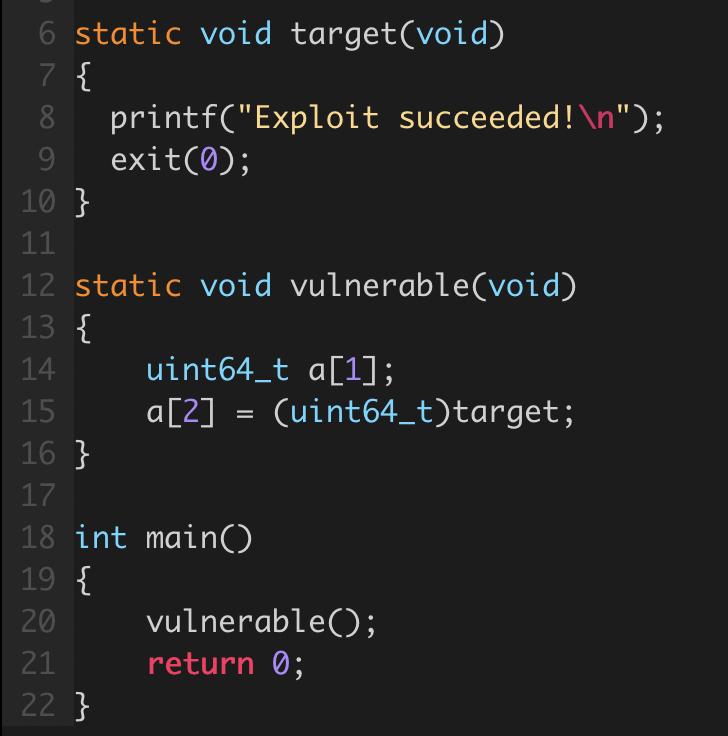 6 static void target(void)
7 {
8   printf("Exploit succeeded!\n");
9   exit(0);
10 }
11
12 static void vulnerable(void)
13 {
14     uint64_t a[1];
15     a[2] = (uint64_t)target;
16 }
17
18 int main()
19 {
20     vulnerable();
21     return 0;
22 }